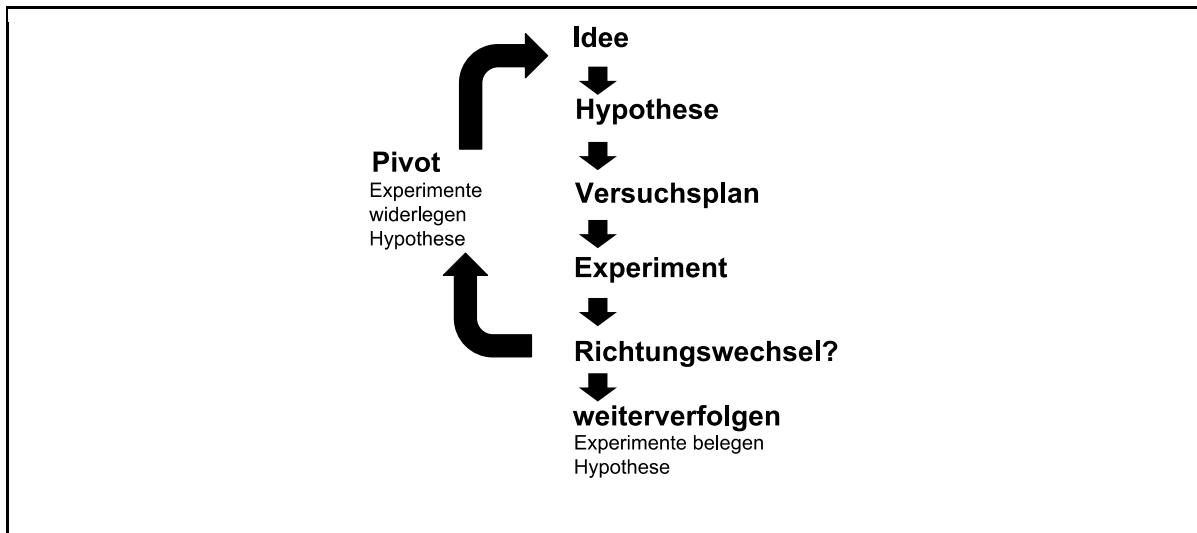 Idee
Hypothese
Pivot
Experimente
widerlegen
Hypothese
Versuchsplan
Experiment
Richtungswechsel?
weiterverfolgen
Experimente belegen
Hypothese